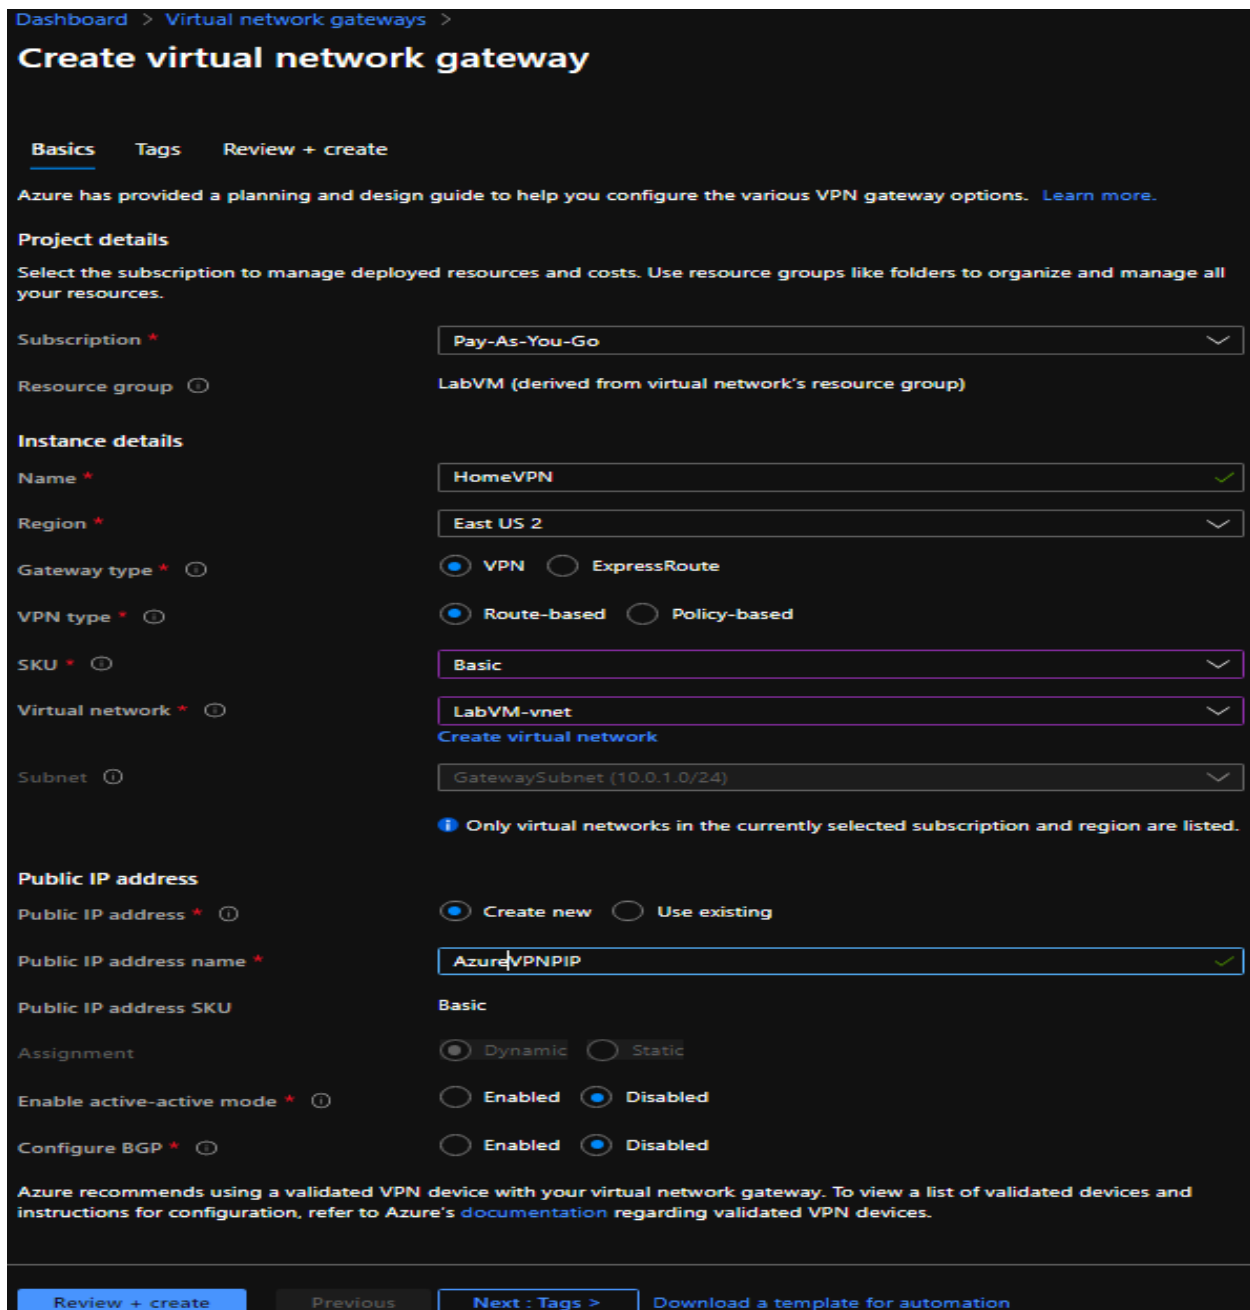 Dashboard > Virtual network gateways >
Create virtual network gateway
Basics Tags Review + create
Azure has provided a planning and design guide to help you configure the various VPN gateway options. Learn more.
Project details
Select the subscription to manage deployed resources and costs. Use resource groups like folders to organize and manage all
your resources.
Subscription * Pay-As-You-Go
Resource group LabVM (derived from virtual network's resource group)
Instance details
Name * HomeVPN
Region * East US 2
Gateway type * VPN ExpressRoute
VPN type * Route-based Policy-based
SKU * Basic
Virtual network * LabVM-vnet
Create virtual network
Subnet GatewaySubnet (10.0.1.0/24)
Only virtual networks in the currently selected subscription and region are listed.
Public IP address
Public IP address * Create new Use existing
Public IP address name * AzureVPNPIP
Public IP address SKU Basic
Assignment Dynamic Static
Enable active-active mode * Enabled Disabled
Configure BGP * Enabled Disabled
Azure recommends using a validated VPN device with your virtual network gateway. To view a list of validated devices and
instructions for configuration, refer to Azure's documentation regarding validated VPN devices.
Review + create Previous Next : Tags > Download a template for automation